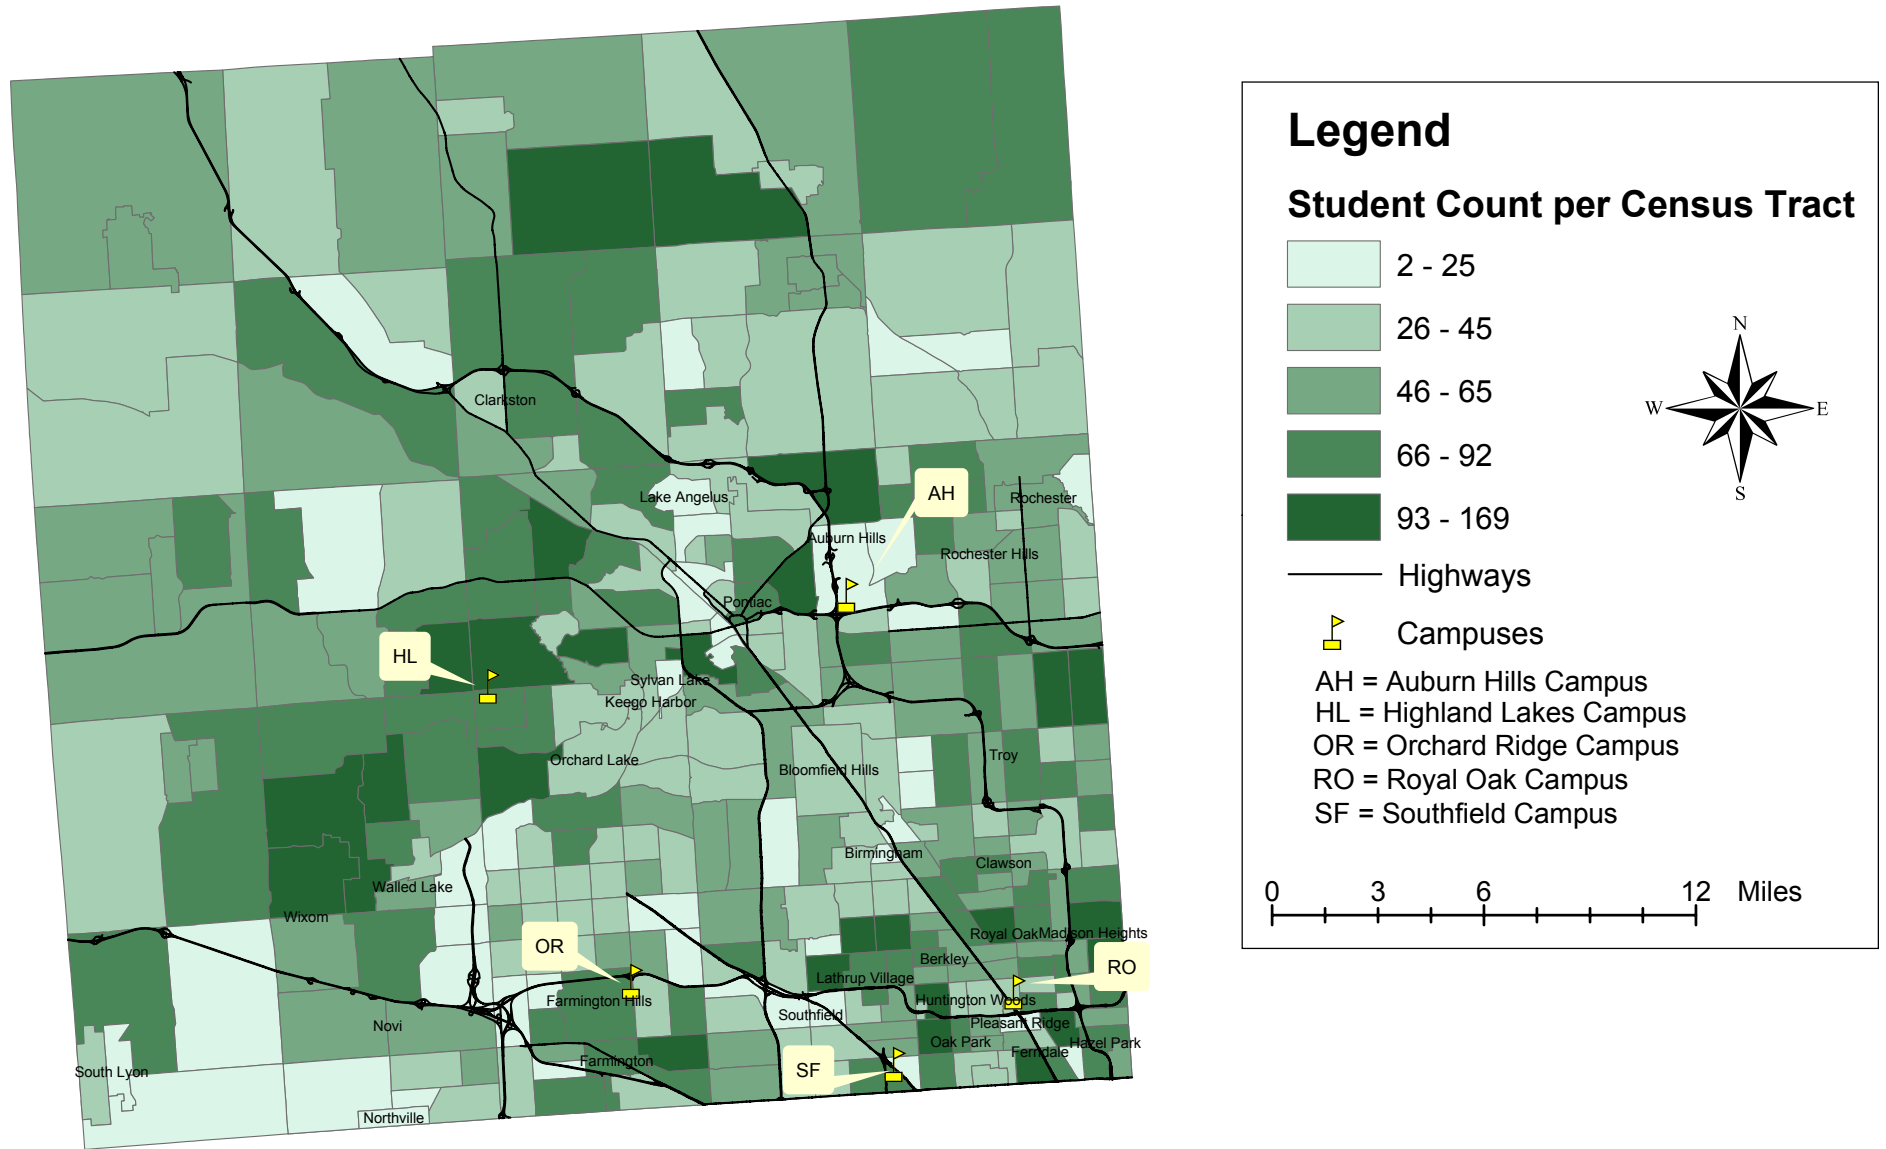 Clarkston
Lake Angelus
AH
Rochester
Auburn Hills
Rochester Hills
Pontiac
HL
Sylvan Lake
Keego Harbor
Orchard Lake
Troy
Bloomfield Hills
Birmingham
Clawson
Walled Lake
Wixom
OR
Royal Oak
Madison Heights
Berkley
RO
Lathrup Village
Farmington Hills
Huntington Woods
Southfield
Pleasant Ridge
Novi
Oak Park
Ferndale
Hazel Park
Farmington
SF
South Lyon
Northville
Legend
Student Count per Census Tract
2 - 25
26 - 45
46 - 65
66 - 92
93 - 169
Highways
Campuses
AH = Auburn Hills Campus
HL = Highland Lakes Campus
OR = Orchard Ridge Campus
RO = Royal Oak Campus
SF = Southfield Campus
N
W
E
S
0 3 6 12 Miles